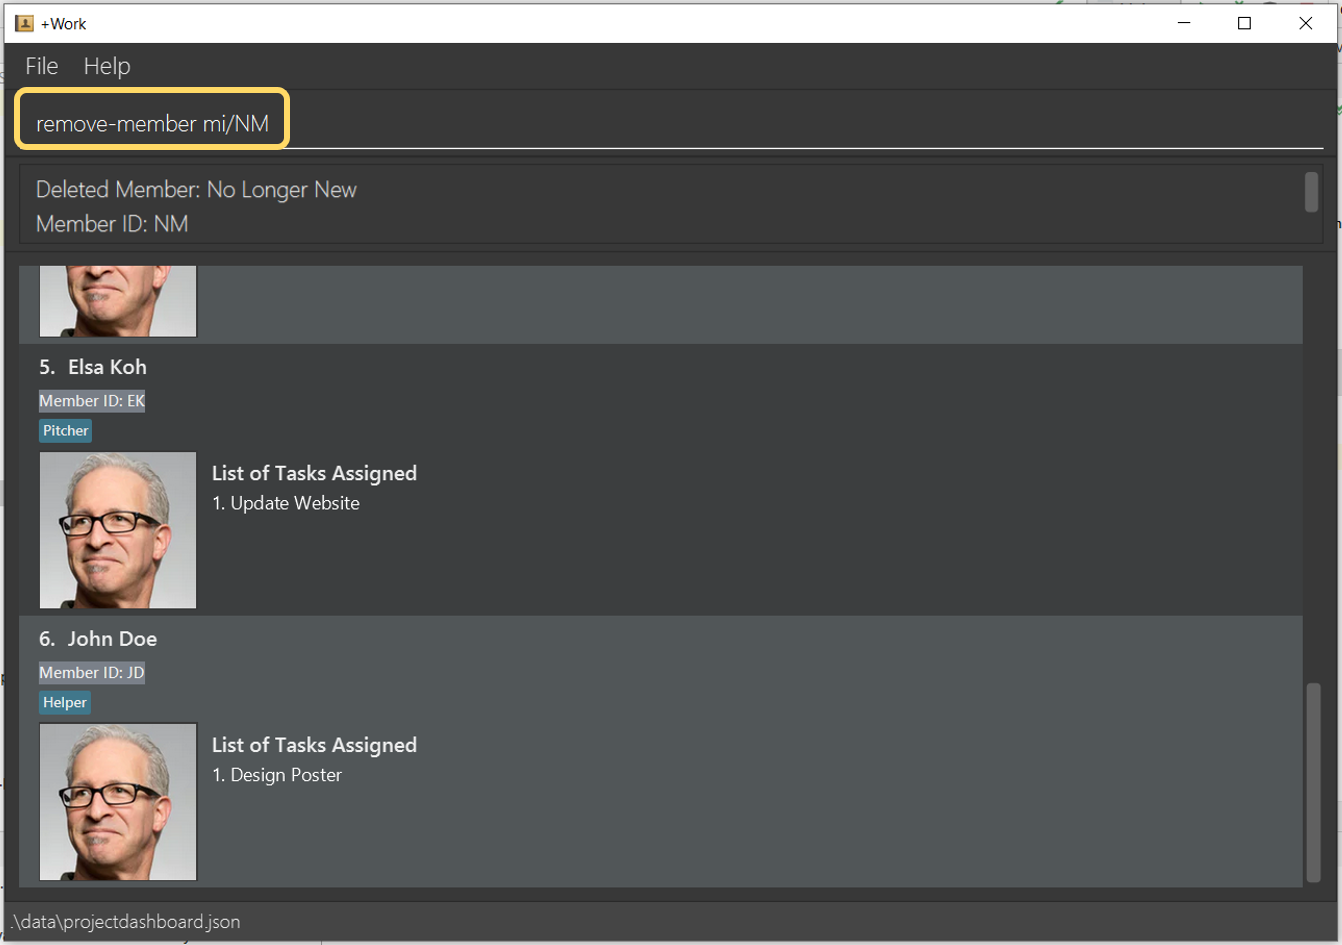 +Work
File Help
remove-member mi/NM
Deleted Member: No Longer New
Member ID: NM
5. Elsa Koh
Member ID: EK
Pitcher
List of Tasks Assigned
1. Update Website
6. John Doe
Member ID: JD
Helper
List of Tasks Assigned
1. Design Poster
.\data\projectdashboard.json